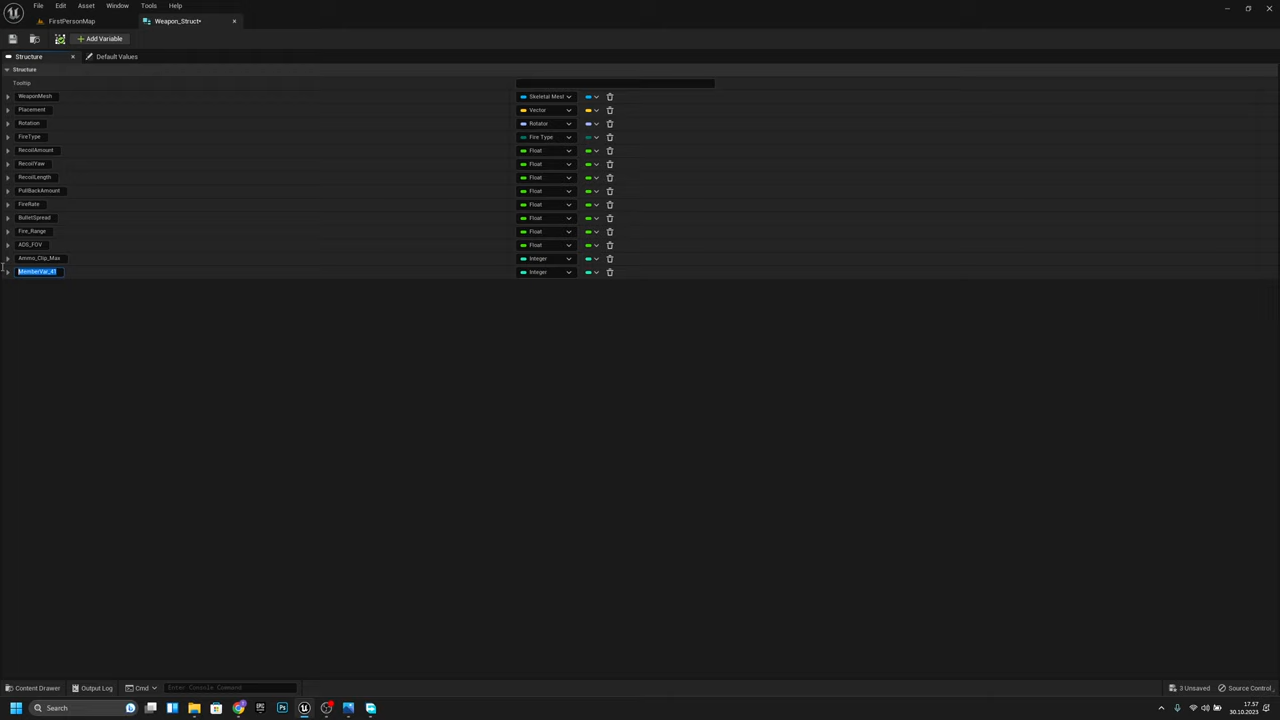 File Edit Asset Window Tools Help
FirstPersonMap Weapon_Struct*
Add Variable
Structure Default Values
Structure
Tooltip
WeaponMesh Skeletal Mest
Placement Vector
Rotation Rotator
FireType Fire Type
RecoilAmount Float
RecoilYaw Float
RecoilLength Float
PullBackAmount Float
FireRate Float
BulletSpread Float
Fire_Range Float
ADS_FOV Float
Ammo_Clip_Max Integer
MemberVar_41 Integer
Content Drawer Output Log Cmd Enter Console Command 3 Unsaved Source Control
Search 17.57
30.10.2023